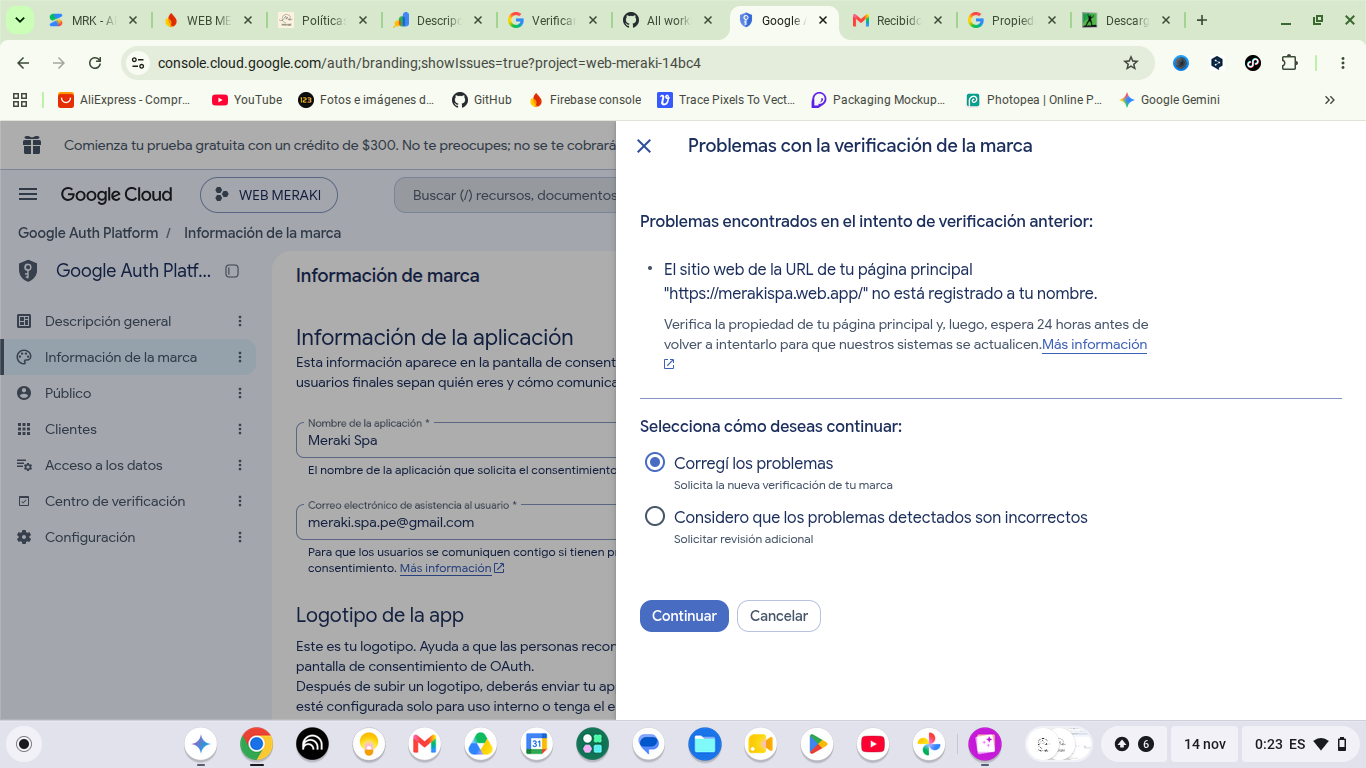 MRK - A
WEB ME
Política
Descrip
Verifica
All work
Google
Recibid
Propied
Descarg
console.cloud.google.com/auth/branding;showIssues=true?project=web-meraki-14bc4
AliExpress - Compr...
YouTube
Fotos e imágenes d...
GitHub
Firebase console
Trace Pixels To Vect...
Packaging Mockup...
Photopea | Online P...
Google Gemini
Comienza tu prueba gratuita con un crédito de $300. No te preocupes; no se te cobrará
Google Cloud
WEB MERAKI
Buscar (/) recursos, documentos
Google Auth Platform / Información de la marca
Google Auth Platf...
Descripción general
Información de la marca
Público
Clientes
Acceso a los datos
Centro de verificación
Configuración
Información de marca
Información de la aplicación
Esta información aparece en la pantalla de consent
usuarios finales sepan quién eres y cómo comunica
Nombre de la aplicación *
Meraki Spa
El nombre de la aplicación que solicita el consentimiento
Correo electrónico de asistencia al usuario *
meraki.spa.pe@gmail.com
Para que los usuarios se comuniquen contigo si tienen pr
consentimiento. Más información
Logotipo de la app
Este es tu logotipo. Ayuda a que las personas recon
pantalla de consentimiento de OAuth.
Después de subir un logotipo, deberás enviar tu ap
esté configurada solo para uso interno o tenga el e
Problemas con la verificación de la marca
Problemas encontrados en el intento de verificación anterior:
• El sitio web de la URL de tu página principal
"https://merakispa.web.app/" no está registrado a tu nombre.
Verifica la propiedad de tu página principal y, luego, espera 24 horas antes de
volver a intentarlo para que nuestros sistemas se actualicen.Más información
Selecciona cómo deseas continuar:
Corregí los problemas
Solicita la nueva verificación de tu marca
Considero que los problemas detectados son incorrectos
Solicitar revisión adicional
Continuar
Cancelar
31
6
14 nov
0:23 ES